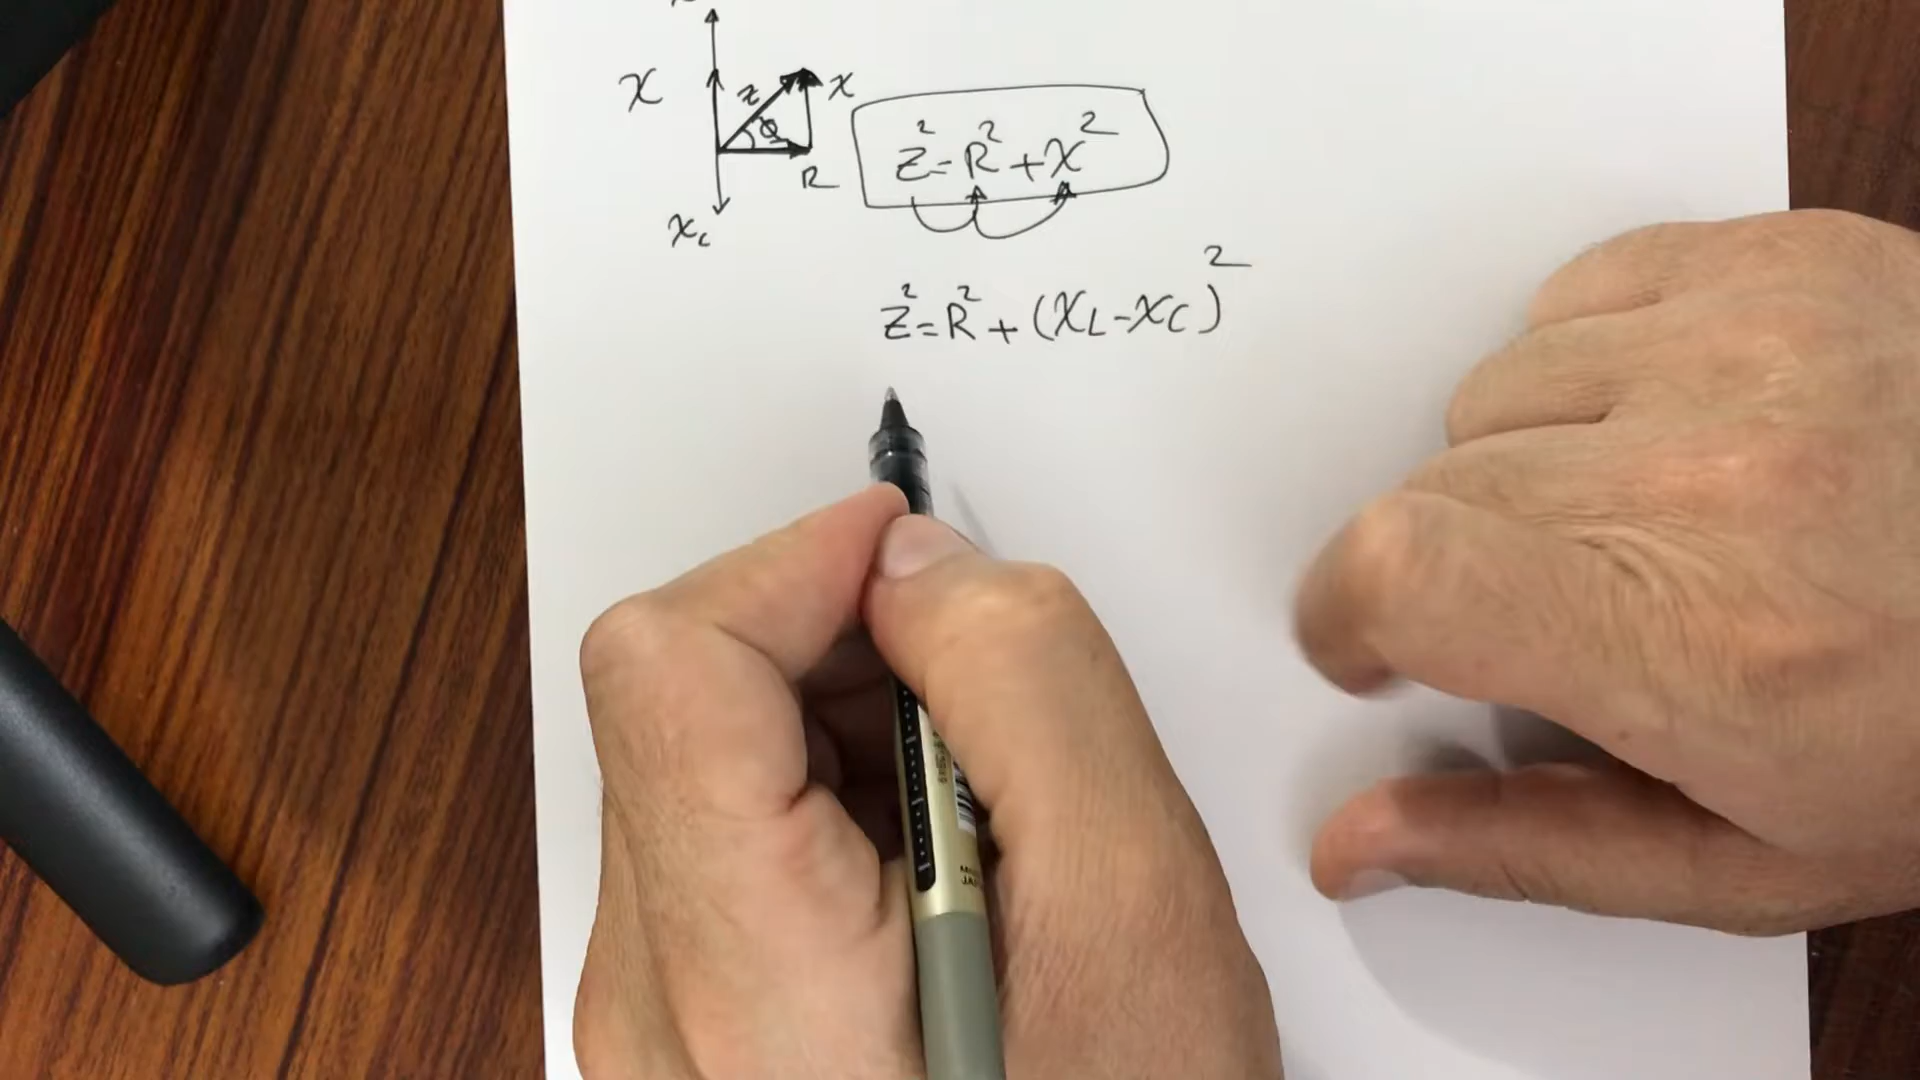 X
Z
X
Φ
R
Xc
Z² = R² + X²
Z² = R² + (XL - XC)²